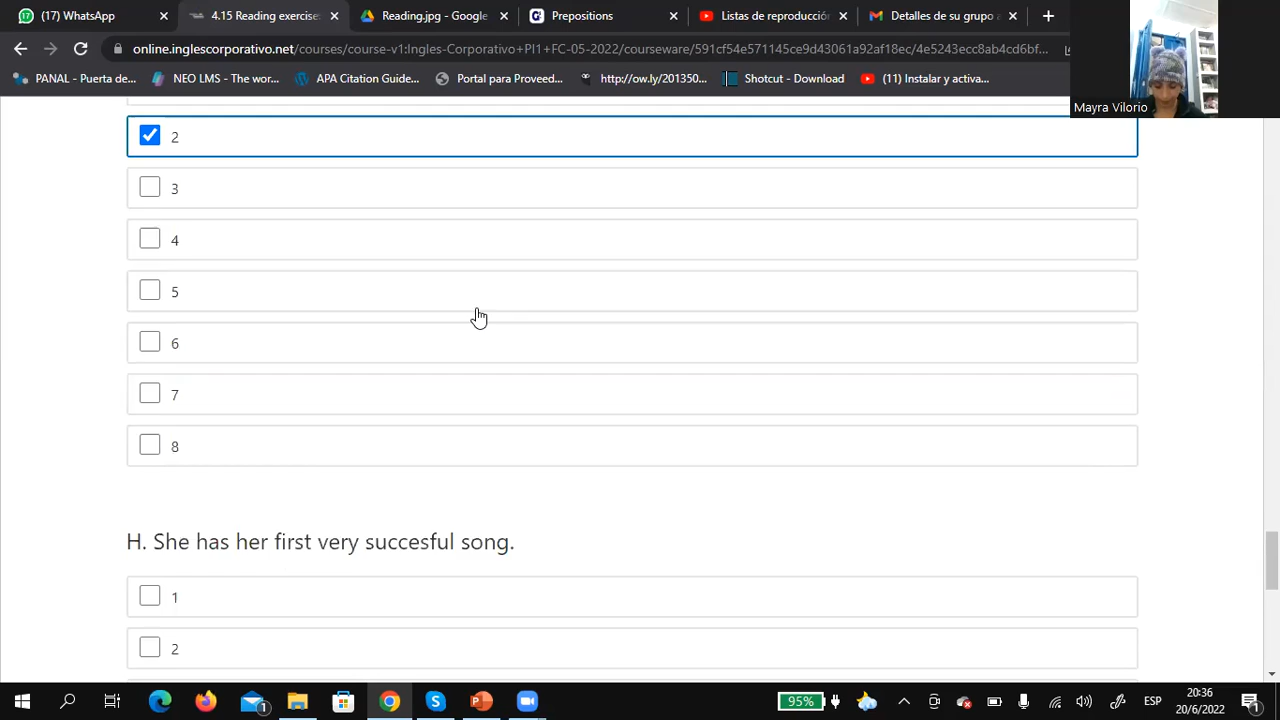 (17) WhatsApp
4.15 Reading exercise
Reading.jpg - Google
Prepositions
Listas de reproducció
Detalles de su grupo
online.inglescorporativo.net/courses/course-v1:Ingles-Corporativo+PI1+FC-05-2022/courseware/591cf54e571145ce9d43061a92af18ec/4e5243ecc8ab4cd6bf...
PANAL - Puerta de...
NEO LMS - The wor...
APA Citation Guide...
Portal para Proveed...
http://ow.ly/201350...
Shotcut - Download
(11) Instalar y activa...
Mayra Vilorio
2
3
4
5
6
7
8
H. She has her first very succesful song.
1
2
95%
ESP
20:36
20/6/2022